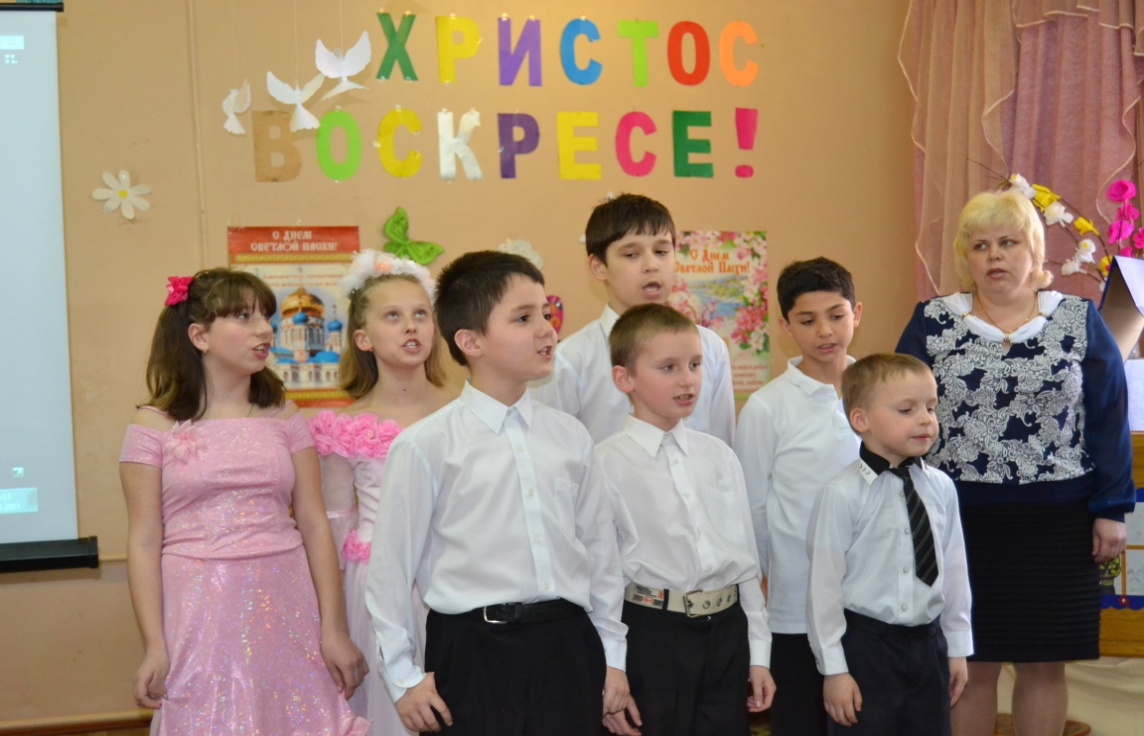 ХРИСТОС
ВОСКРЕСЕ!
С ДНЕМ
СВЕТЛОЙ ПАСХИ!
С Днем
Светлой Пасхи!